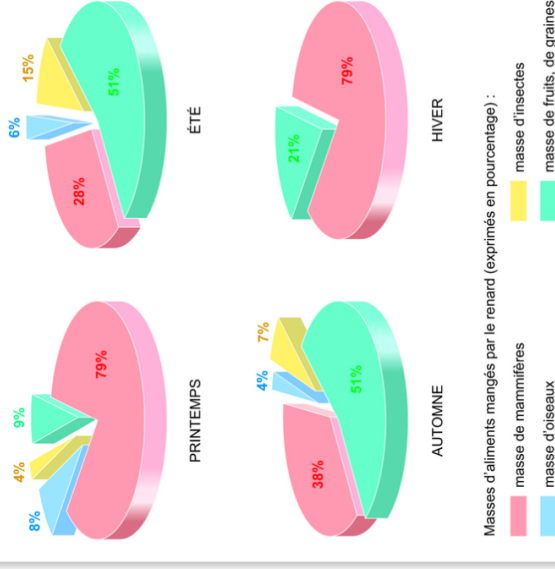 8%
4%
9%
79%
PRINTEMPS
28%
6%
15%
51%
ÉTÉ
38%
4%
7%
51%
AUTOMNE
21%
79%
HIVER
Masses d'aliments mangés par le renard (exprimés en pourcentage) :
masse de mammifères
masse d'insectes
masse d'oiseaux
masse de fruits, de graines